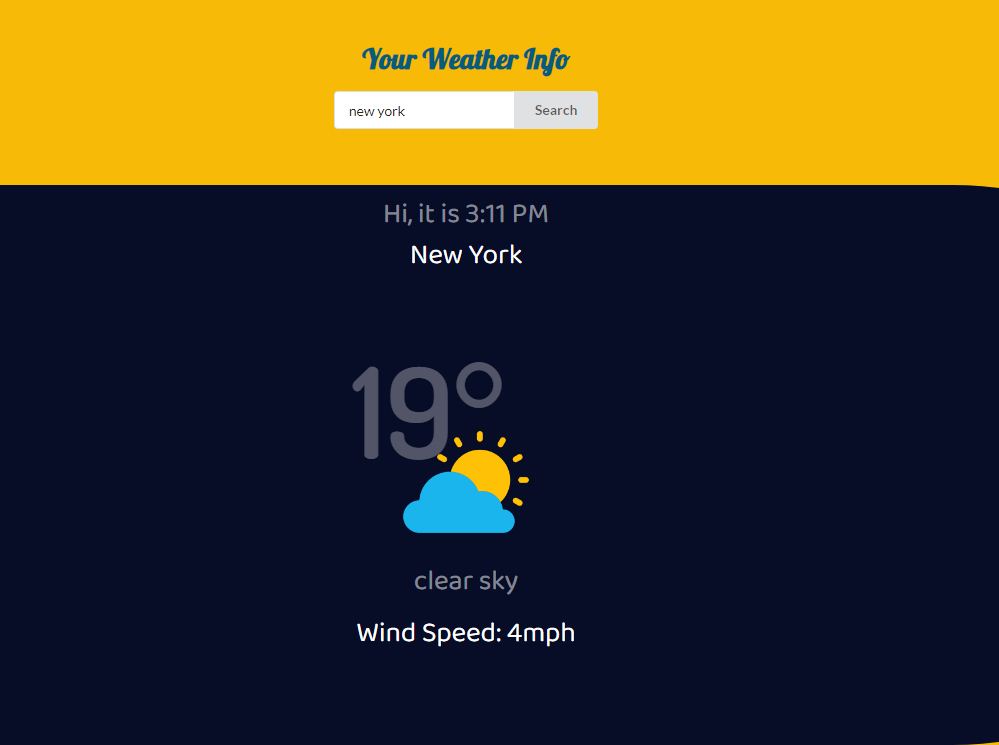 Your Weather Info
new york
Search
Hi, it is 3:11 PM
New York
19°
clear sky
Wind Speed: 4mph